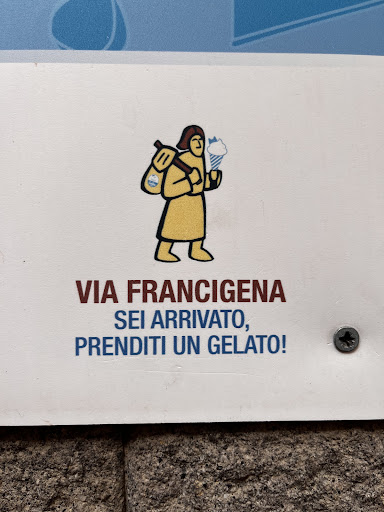 VIA FRANCIGENA
SEI ARRIVATO,
PRENDITI UN GELATO!